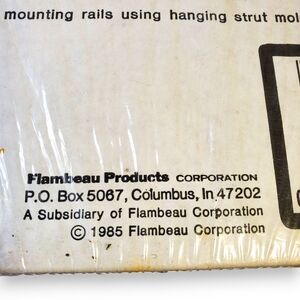 mounting rails using hanging strut mol
Flambeau Products CORPORATION
P.O. Box 5067, Columbus, In 47202
A Subsidiary of Flambeau Corporation
© 1985 Flambeau Corporation